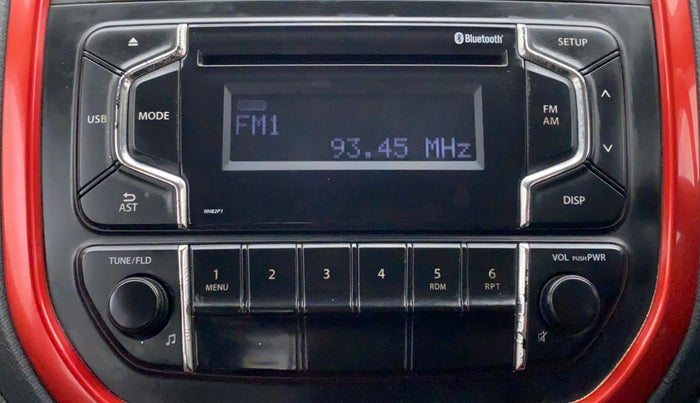 Bluetooth®
SETUP
USB
MODE
FM
AM
FM1
93.45 MHz
AST
DISP
NH82P1
TUNE/FLD
VOL PUSH PWR
1
MENU
2
3
4
5
RDM
6
RPT